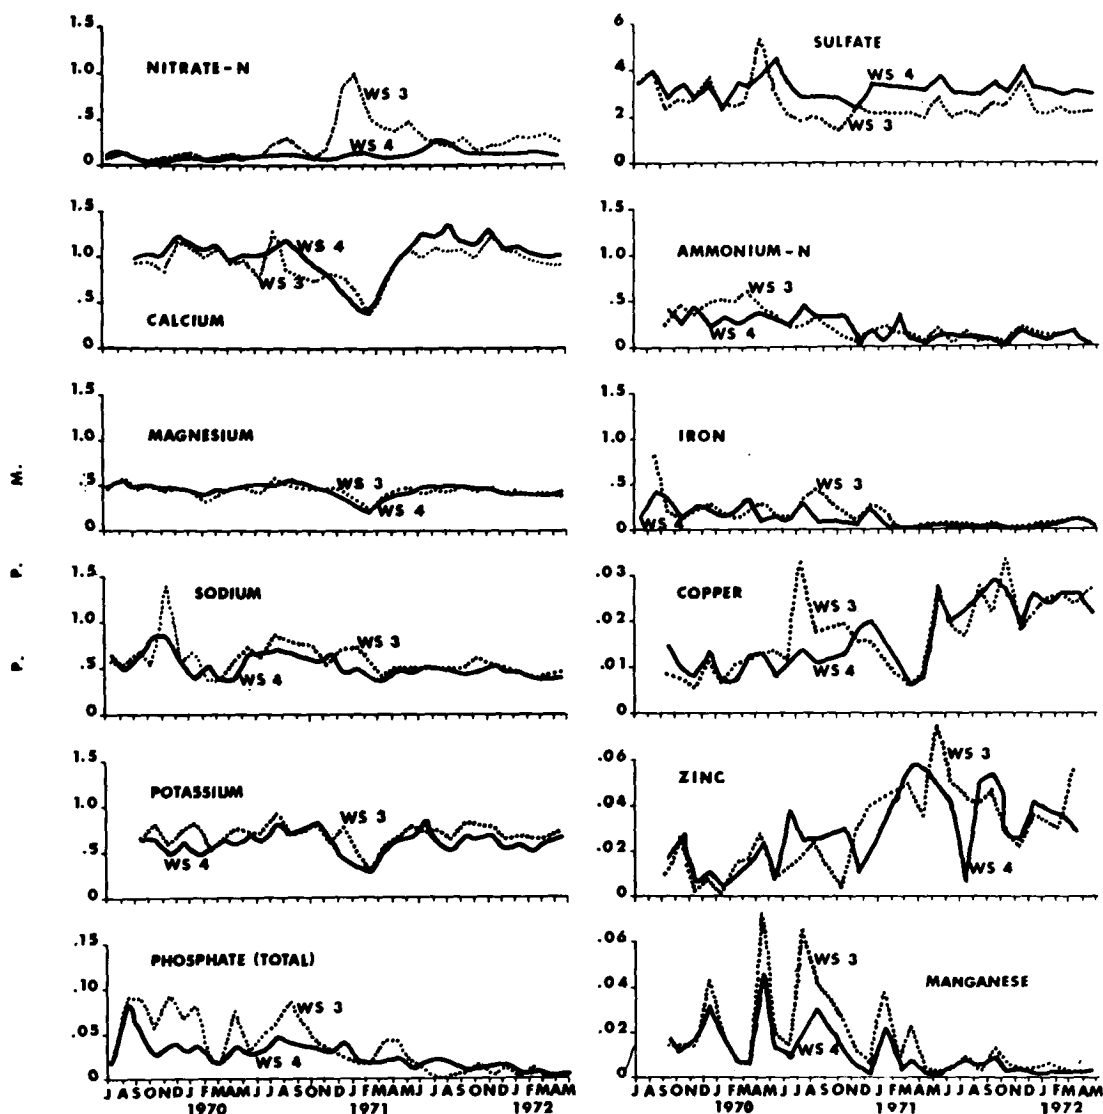 1.5
1.0
.5
0
NITRATE-N
WS 3
WS 4
1.5
1.0
.5
0
CALCIUM
WS 4
WS 3
1.5
1.0
.5
0
MAGNESIUM
WS 3
WS 4
1.5
1.0
.5
0
SODIUM
WS 3
WS 4
1.5
1.0
.5
0
POTASSIUM
WS 3
WS 4
.15
.10
.05
0
PHOSPHATE (TOTAL)
WS 3
WS 4
J A S O N D J F M A M J J A S O N D J F M A M J J A S O N D J F M A M
1970 1971 1972
P. P. M.
6
4
2
0
SULFATE
WS 4
WS 3
1.5
1.0
.5
0
AMMONIUM-N
WS 3
WS 4
1.5
1.0
.5
0
IRON
WS 3
WS 4
.03
.02
.01
0
COPPER
WS 3
WS 4
.06
.04
.02
0
ZINC
WS 3
WS 4
.06
.04
.02
0
MANGANESE
WS 3
WS 4
J A S O N D J F M A M J J A S O N D J F M A M J J A S O N D J F M A M
1970 1971 1972